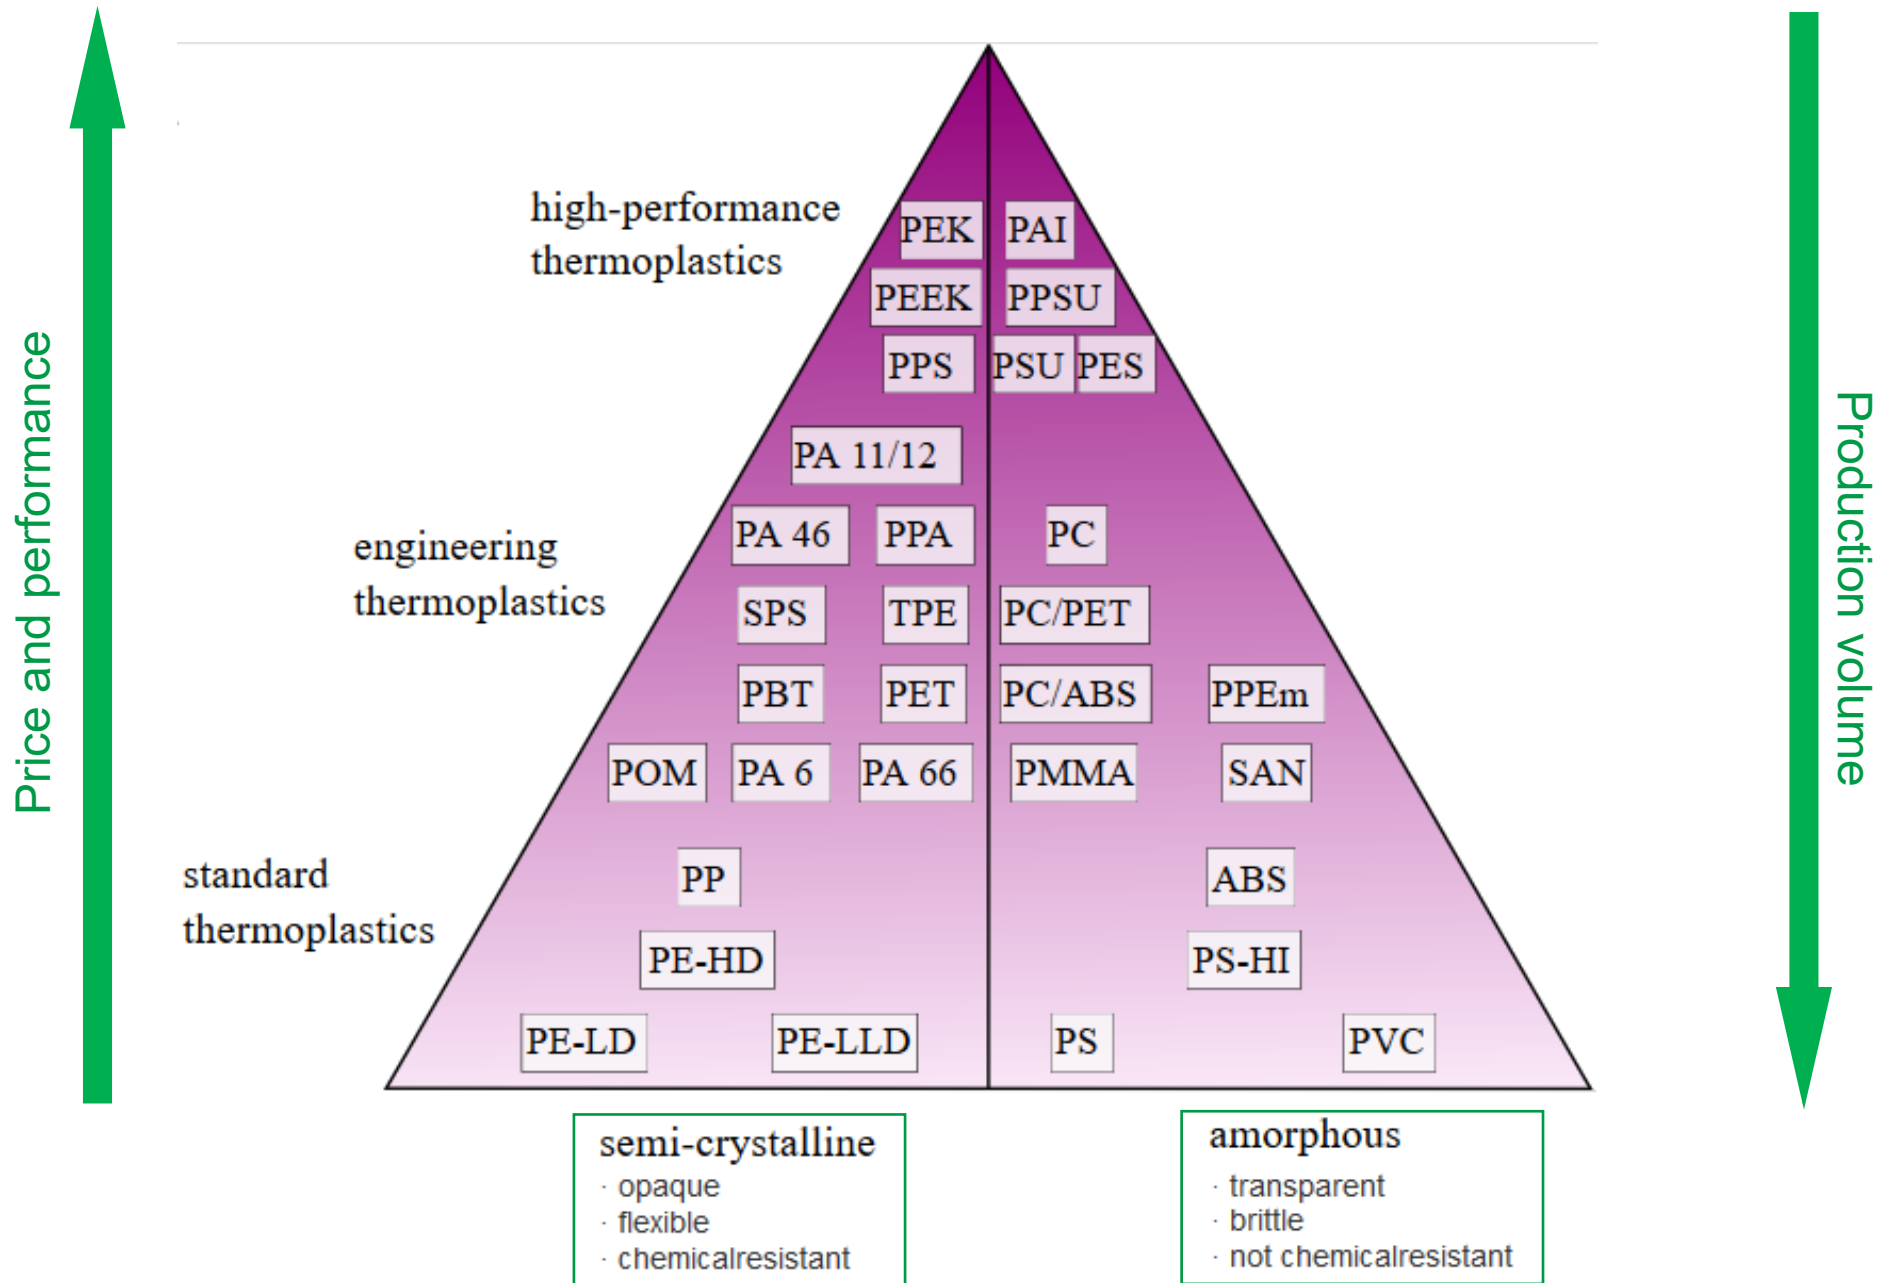 Price and performance
Production volume
high-performance
thermoplastics
PEK PAI
PEEK PPSU
PPS PSU PES
PA 11/12
engineering
thermoplastics
PA 46 PPA PC
SPS TPE PC/PET
PBT PET PC/ABS PPEm
POM PA 6 PA 66 PMMA SAN
standard
thermoplastics
PP ABS
PE-HD PS-HI
PE-LD PE-LLD PS PVC
semi-crystalline
· opaque
· flexible
· chemicalresistant
amorphous
· transparent
· brittle
· not chemicalresistant